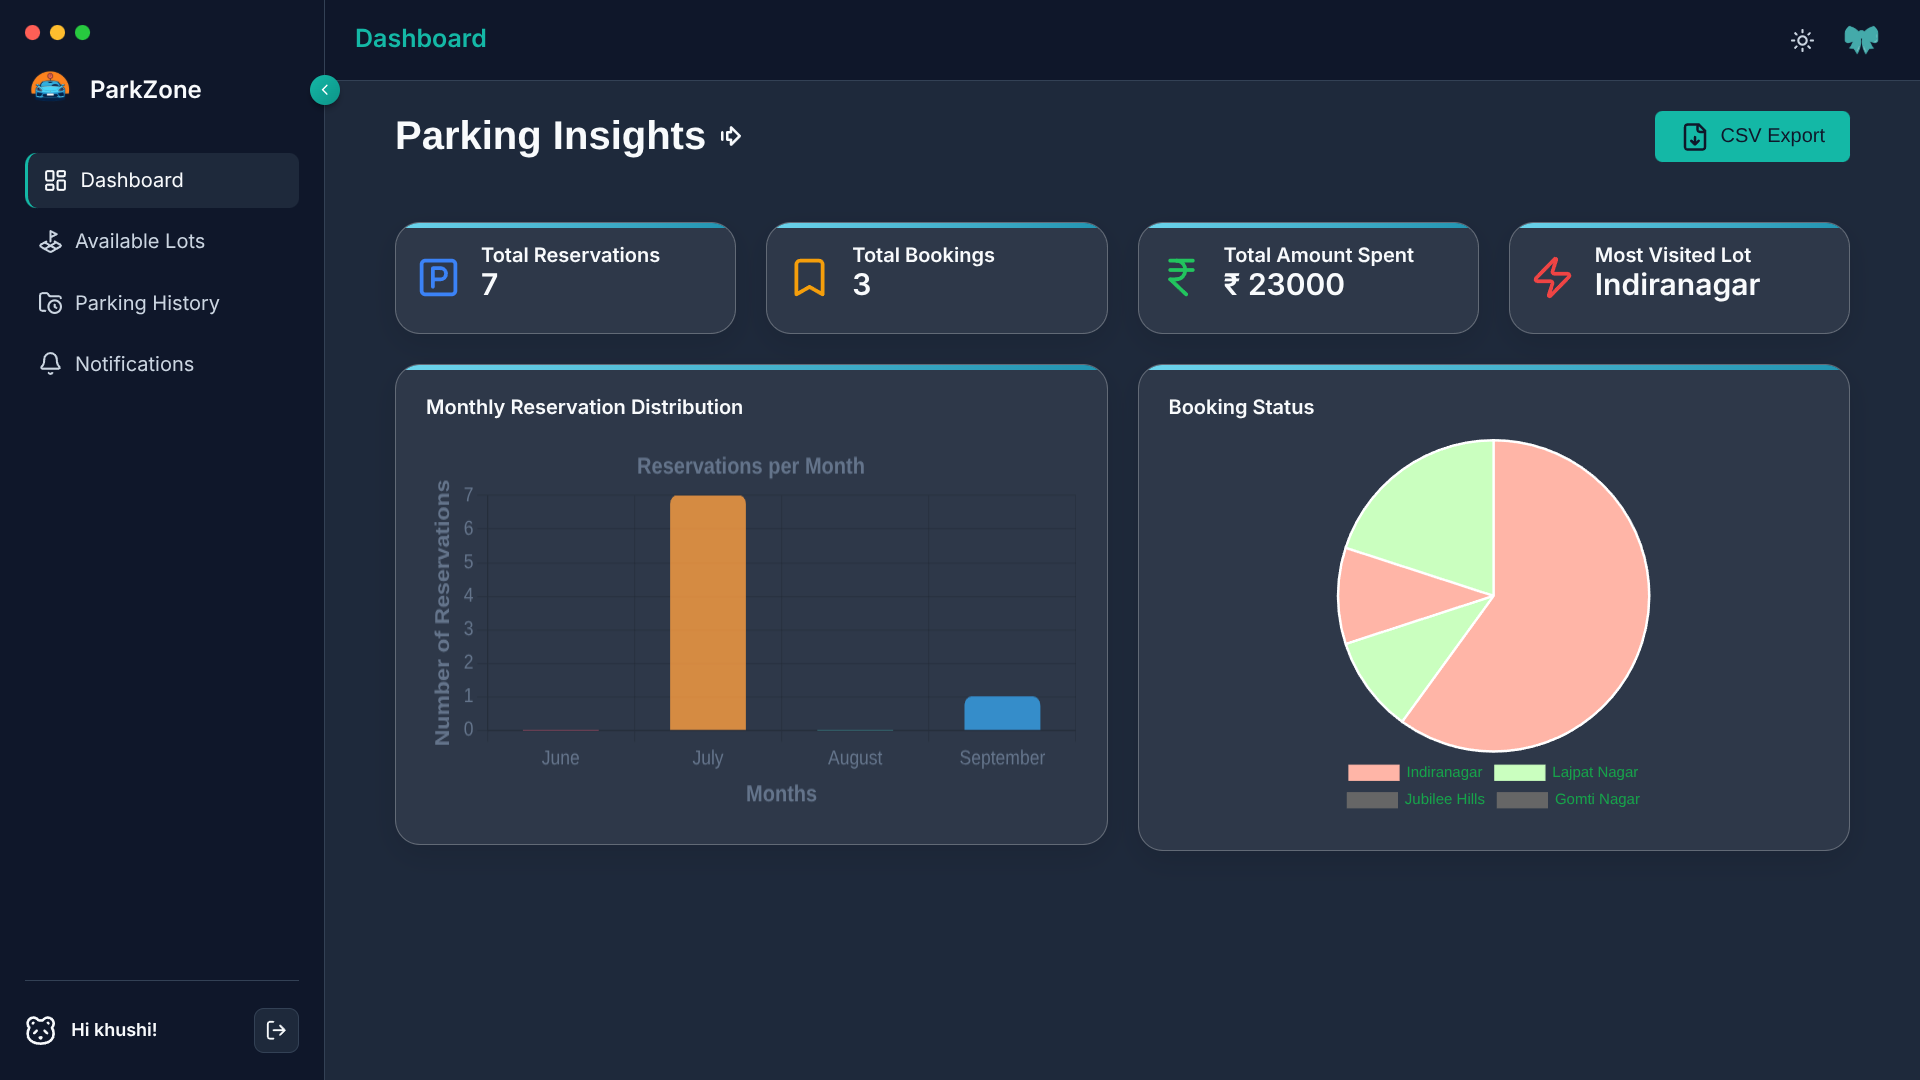 ParkZone
Dashboard
Available Lots
Parking History
Notifications
Hi khushi!
Dashboard
Parking Insights
CSV Export
Total Reservations
7
Total Bookings
3
Total Amount Spent
₹ 23000
Most Visited Lot
Indiranagar
Monthly Reservation Distribution
Reservations per Month
Number of Reservations
7
6
5
4
3
2
1
0
June July August September
Months
Booking Status
Indiranagar Lajpat Nagar
Jubilee Hills Gomti Nagar